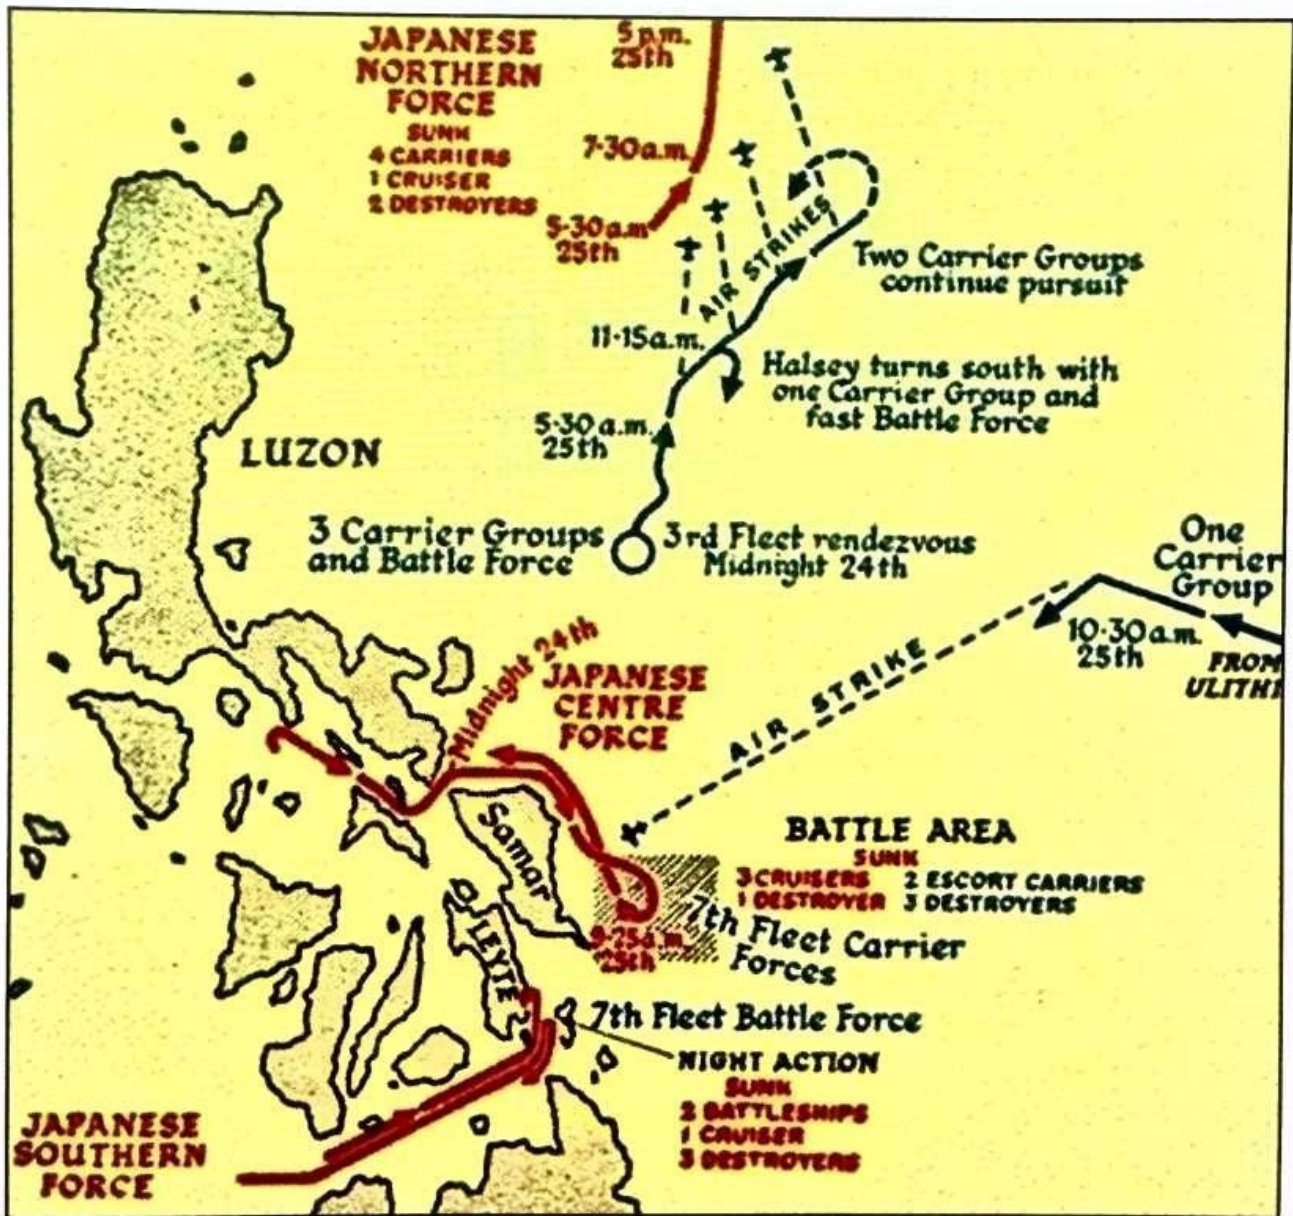 JAPANESE
NORTHERN
FORCE
SUNK
4 CARRIERS
1 CRUISER
2 DESTROYERS
5 p.m.
25th
7·30 a.m.
5·30 a.m
25th
AIR STRIKES
Two Carrier Groups
continue pursuit
11·15 a.m.
Halsey turns south with
one Carrier Group and
fast Battle Force
5·30 a.m.
25th
LUZON
3 Carrier Groups
and Battle Force
3rd Fleet rendezvous
Midnight 24th
One
Carrier
Group
10·30 a.m.
25th
FROM
ULITHI
AIR STRIKE
Midnight 24th
JAPANESE
CENTRE
FORCE
Samar
BATTLE AREA
SUNK
3 CRUISERS 2 ESCORT CARRIERS
1 DESTROYER 3 DESTROYERS
7th Fleet Carrier
Forces
25th
LEYTE
7th Fleet Battle Force
NIGHT ACTION
SUNK
2 BATTLESHIPS
1 CRUISER
3 DESTROYERS
JAPANESE
SOUTHERN
FORCE